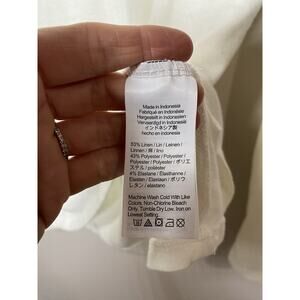 Made in Indonesia
Fabriqué en Indonésie
Hergestellt in Indonesien
Vervaardigd in Indonesië
インドネシア製
53% Linen / Lin / Leinen /
Linnen / 麻 / lino
43% Polyester / Polyester /
Polyester / Polyester / ポリエ
ステル / poliéster
4% Elastane / Élasthanne /
Elastan / Elastaan / ポリウ
レタン / elastano
Machine Wash Cold With Like
Colors, Non-Chlorine Bleach
Only, Tumble Dry Low, Iron on
Lowest Setting.